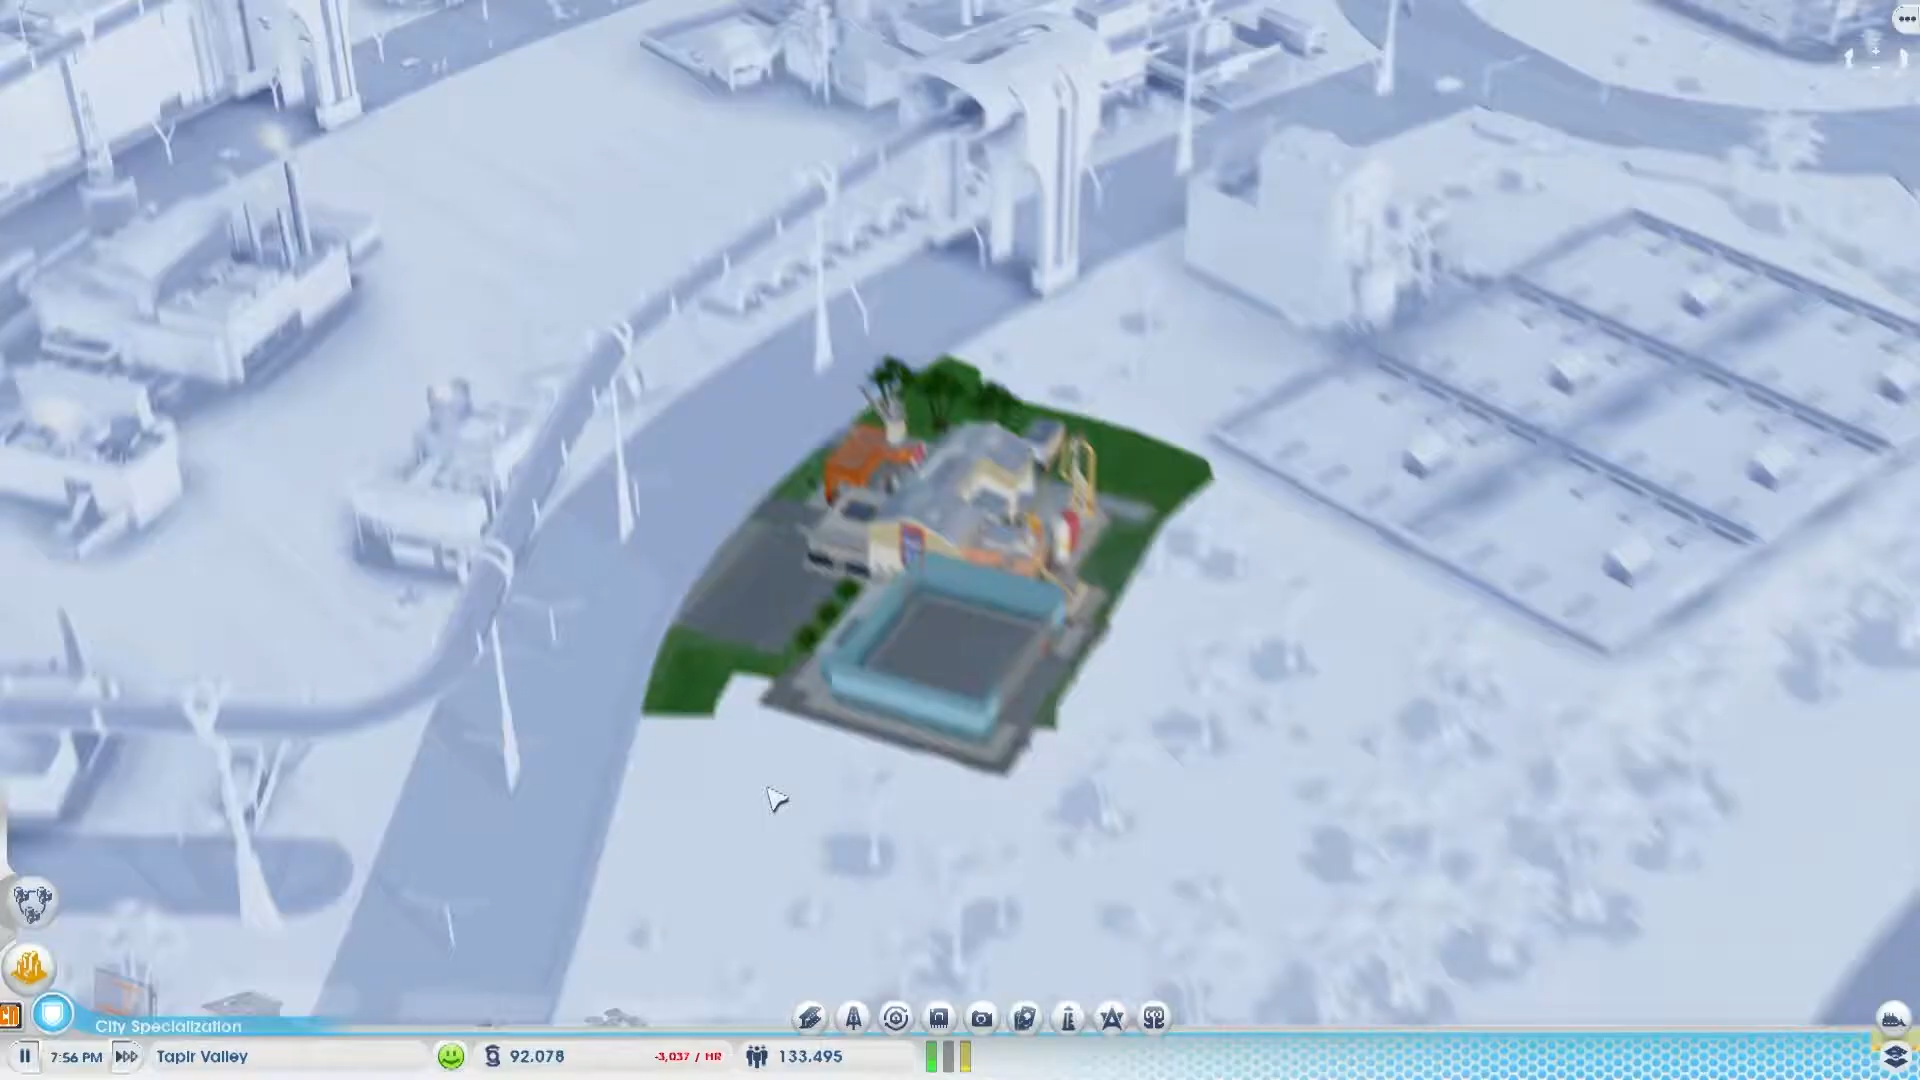 City Specialization
7:56 PM
Tapir Valley
92.078
-3,037 / HR
133.495